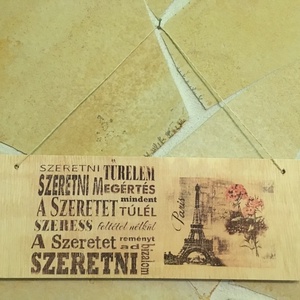 SZERETNI TÜRELEM
SZERETNI MEGÉRTÉS
A SZERETET mindent TÚLÉL
SZERESS feltétel nélkül
A Szeretet reményt ad
bizalom
SZERETNI
Paris